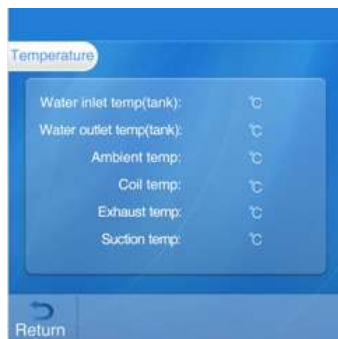 Temperature
Water inlet temp(tank): ℃
Water outlet temp(tank): ℃
Ambient temp: ℃
Coil temp: ℃
Exhaust temp: ℃
Suction temp: ℃
Return